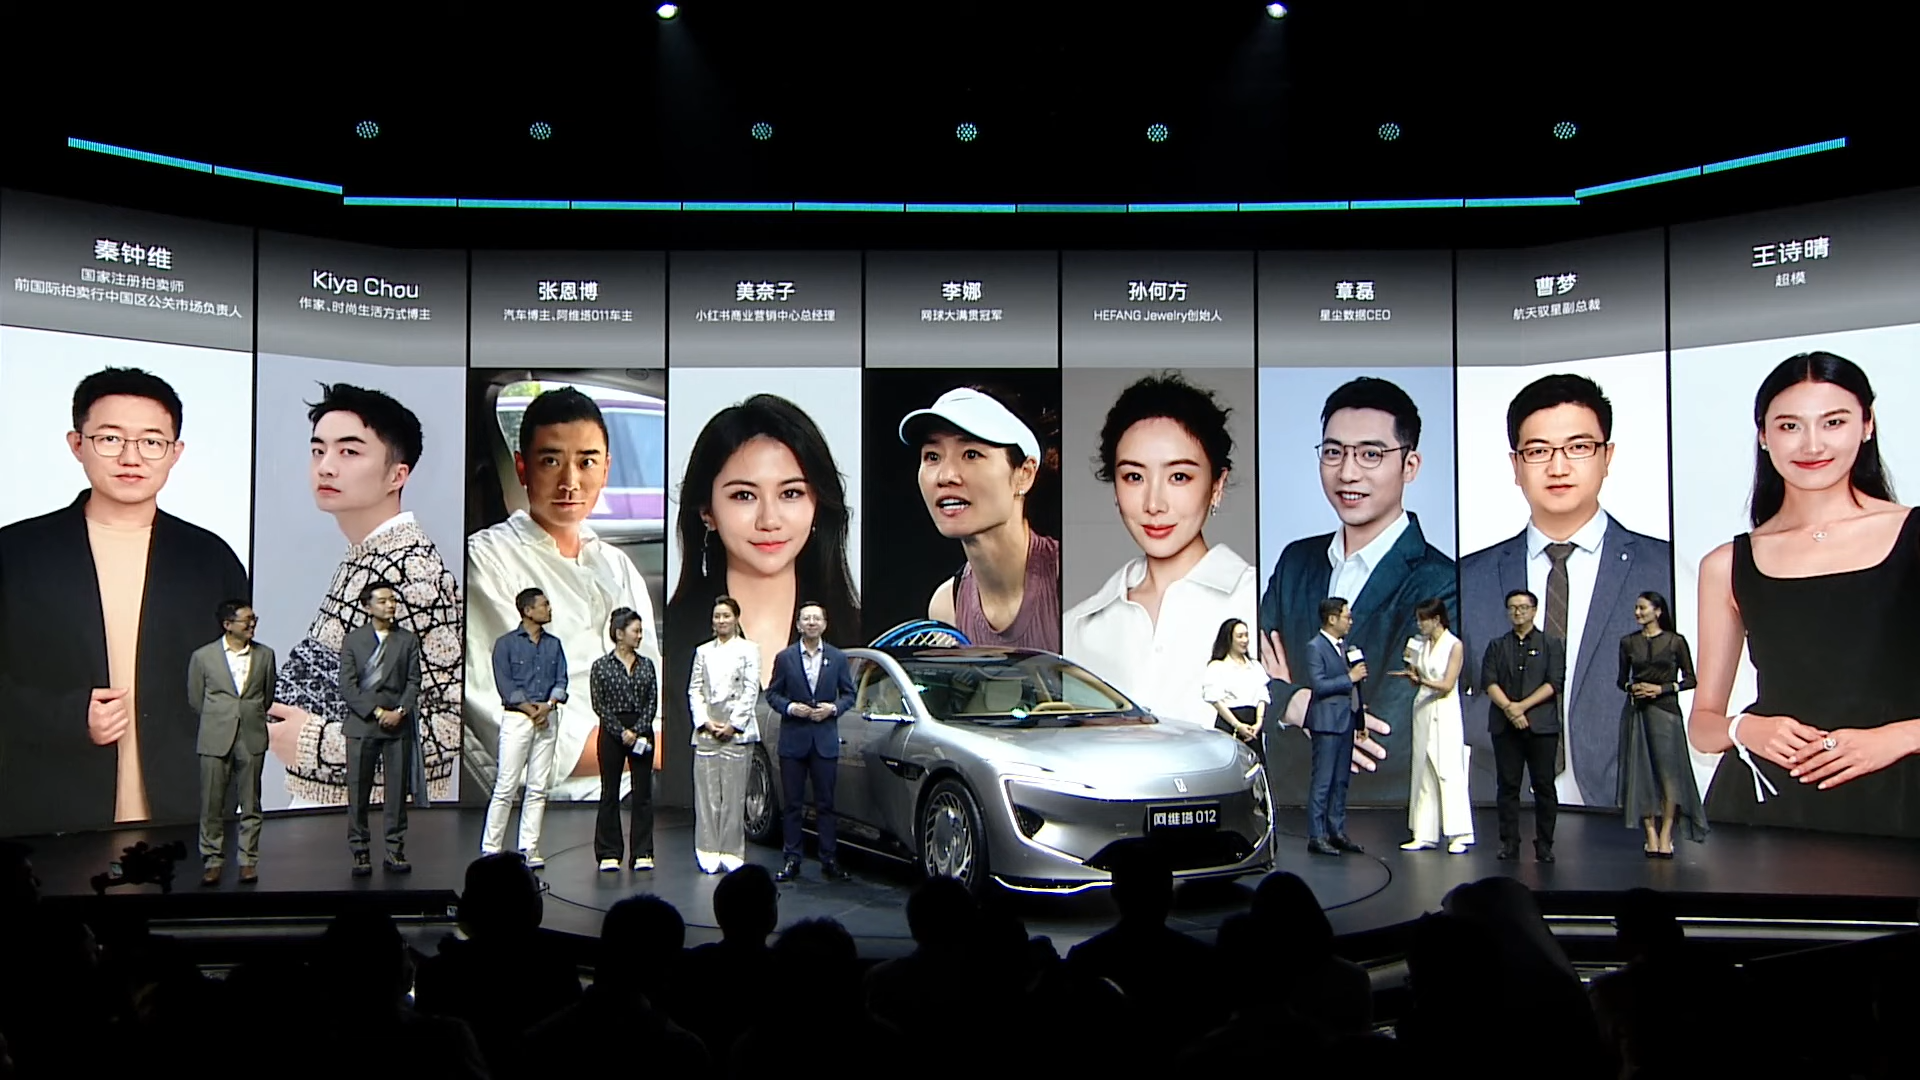 秦钟维
国家注册拍卖师
前国际拍卖行中国区公关市场负责人
Kiya Chou
作家、时尚生活方式博主
张恩博
汽车博主、阿维塔011车主
美奈子
小红书商业营销中心总经理
李娜
网球大满贯冠军
孙何方
HEFANG Jewelry创始人
章磊
星尘数据CEO
曹梦
航天驭星副总裁
王诗晴
超模
阿维塔 012